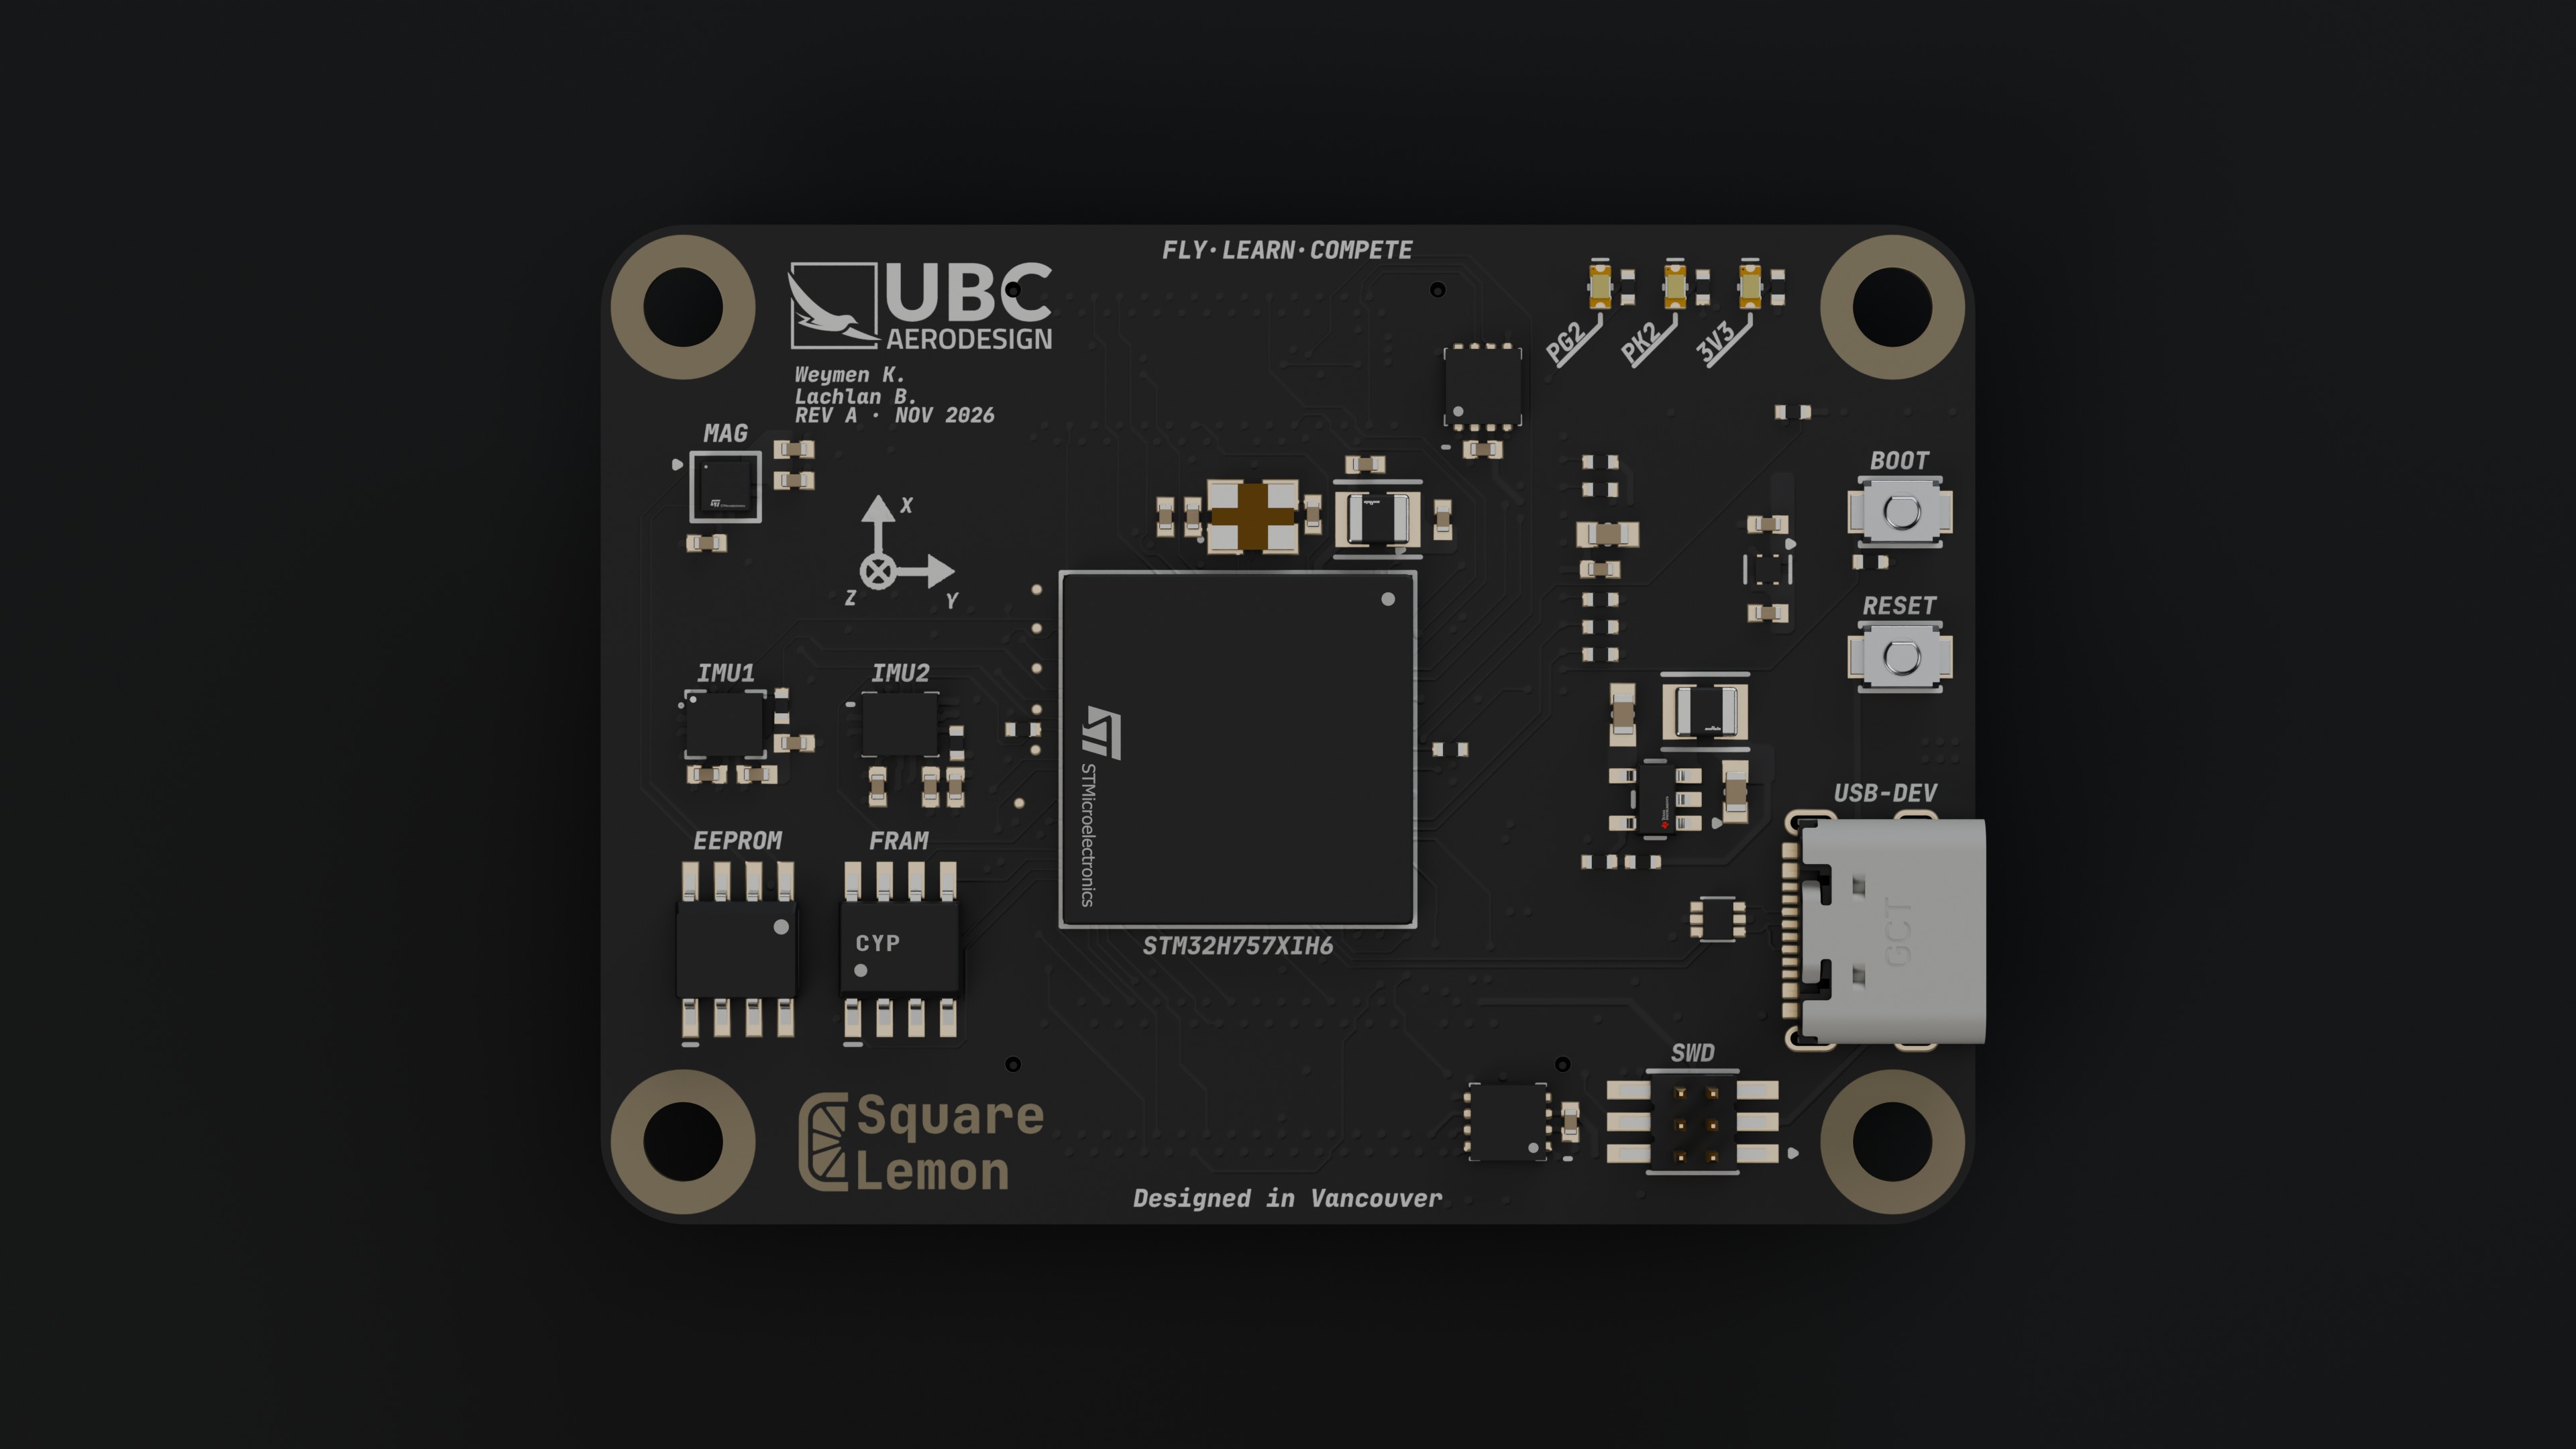 FLY·LEARN·COMPETE
UBC
AERODESIGN
Weymen K.
Lachlan B.
REV A · NOV 2026
PG2
PK2
3V3
MAG
X
Z
Y
BOOT
RESET
IMU1
IMU2
STMicroelectronics
USB-DEV
EEPROM
FRAM
CYP
GCT
STM32H757XIH6
SWD
Square
Lemon
Designed in Vancouver